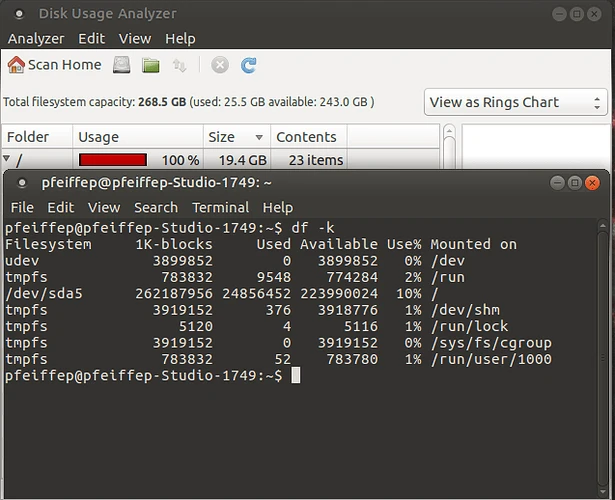 Disk Usage Analyzer
Analyzer Edit View Help
Scan Home
Total filesystem capacity: 268.5 GB (used: 25.5 GB available: 243.0 GB )
View as Rings Chart
Folder Usage Size Contents
/ 100 % 19.4 GB 23 items
pfeiffep@pfeiffep-Studio-1749: ~
File Edit View Search Terminal Help
pfeiffep@pfeiffep-Studio-1749:~$ df -k
Filesystem     1K-blocks     Used Available Use% Mounted on
udev             3899852        0   3899852   0% /dev
tmpfs             783832     9548    774284   2% /run
/dev/sda5      262187956 24856452 223990024  10% /
tmpfs            3919152      376   3918776   1% /dev/shm
tmpfs               5120        4      5116   1% /run/lock
tmpfs            3919152        0   3919152   0% /sys/fs/cgroup
tmpfs             783832       52    783780   1% /run/user/1000
pfeiffep@pfeiffep-Studio-1749:~$